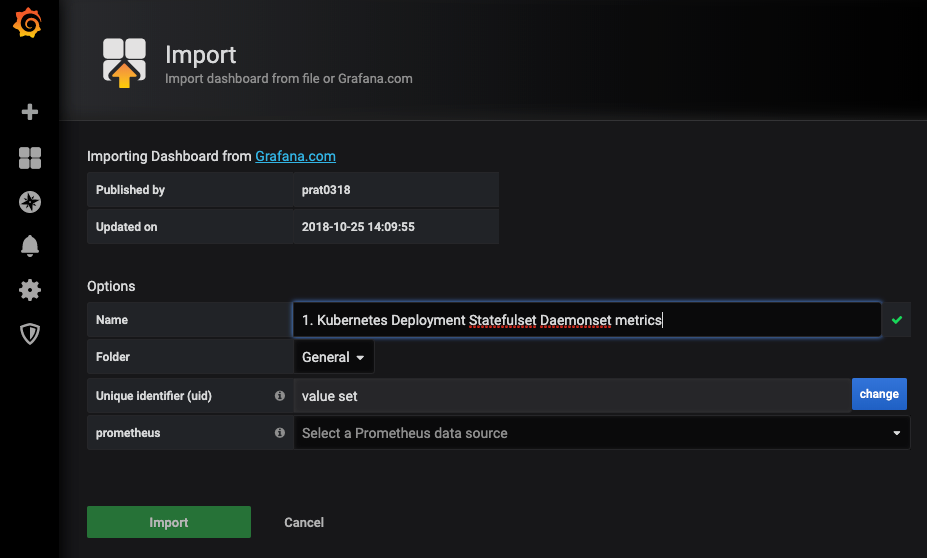 Import
Import dashboard from file or Grafana.com
Importing Dashboard from Grafana.com
Published by prat0318
Updated on 2018-10-25 14:09:55
Options
Name 1. Kubernetes Deployment Statefulset Daemonset metrics
Folder General
Unique identifier (uid) value set change
prometheus Select a Prometheus data source
Import Cancel